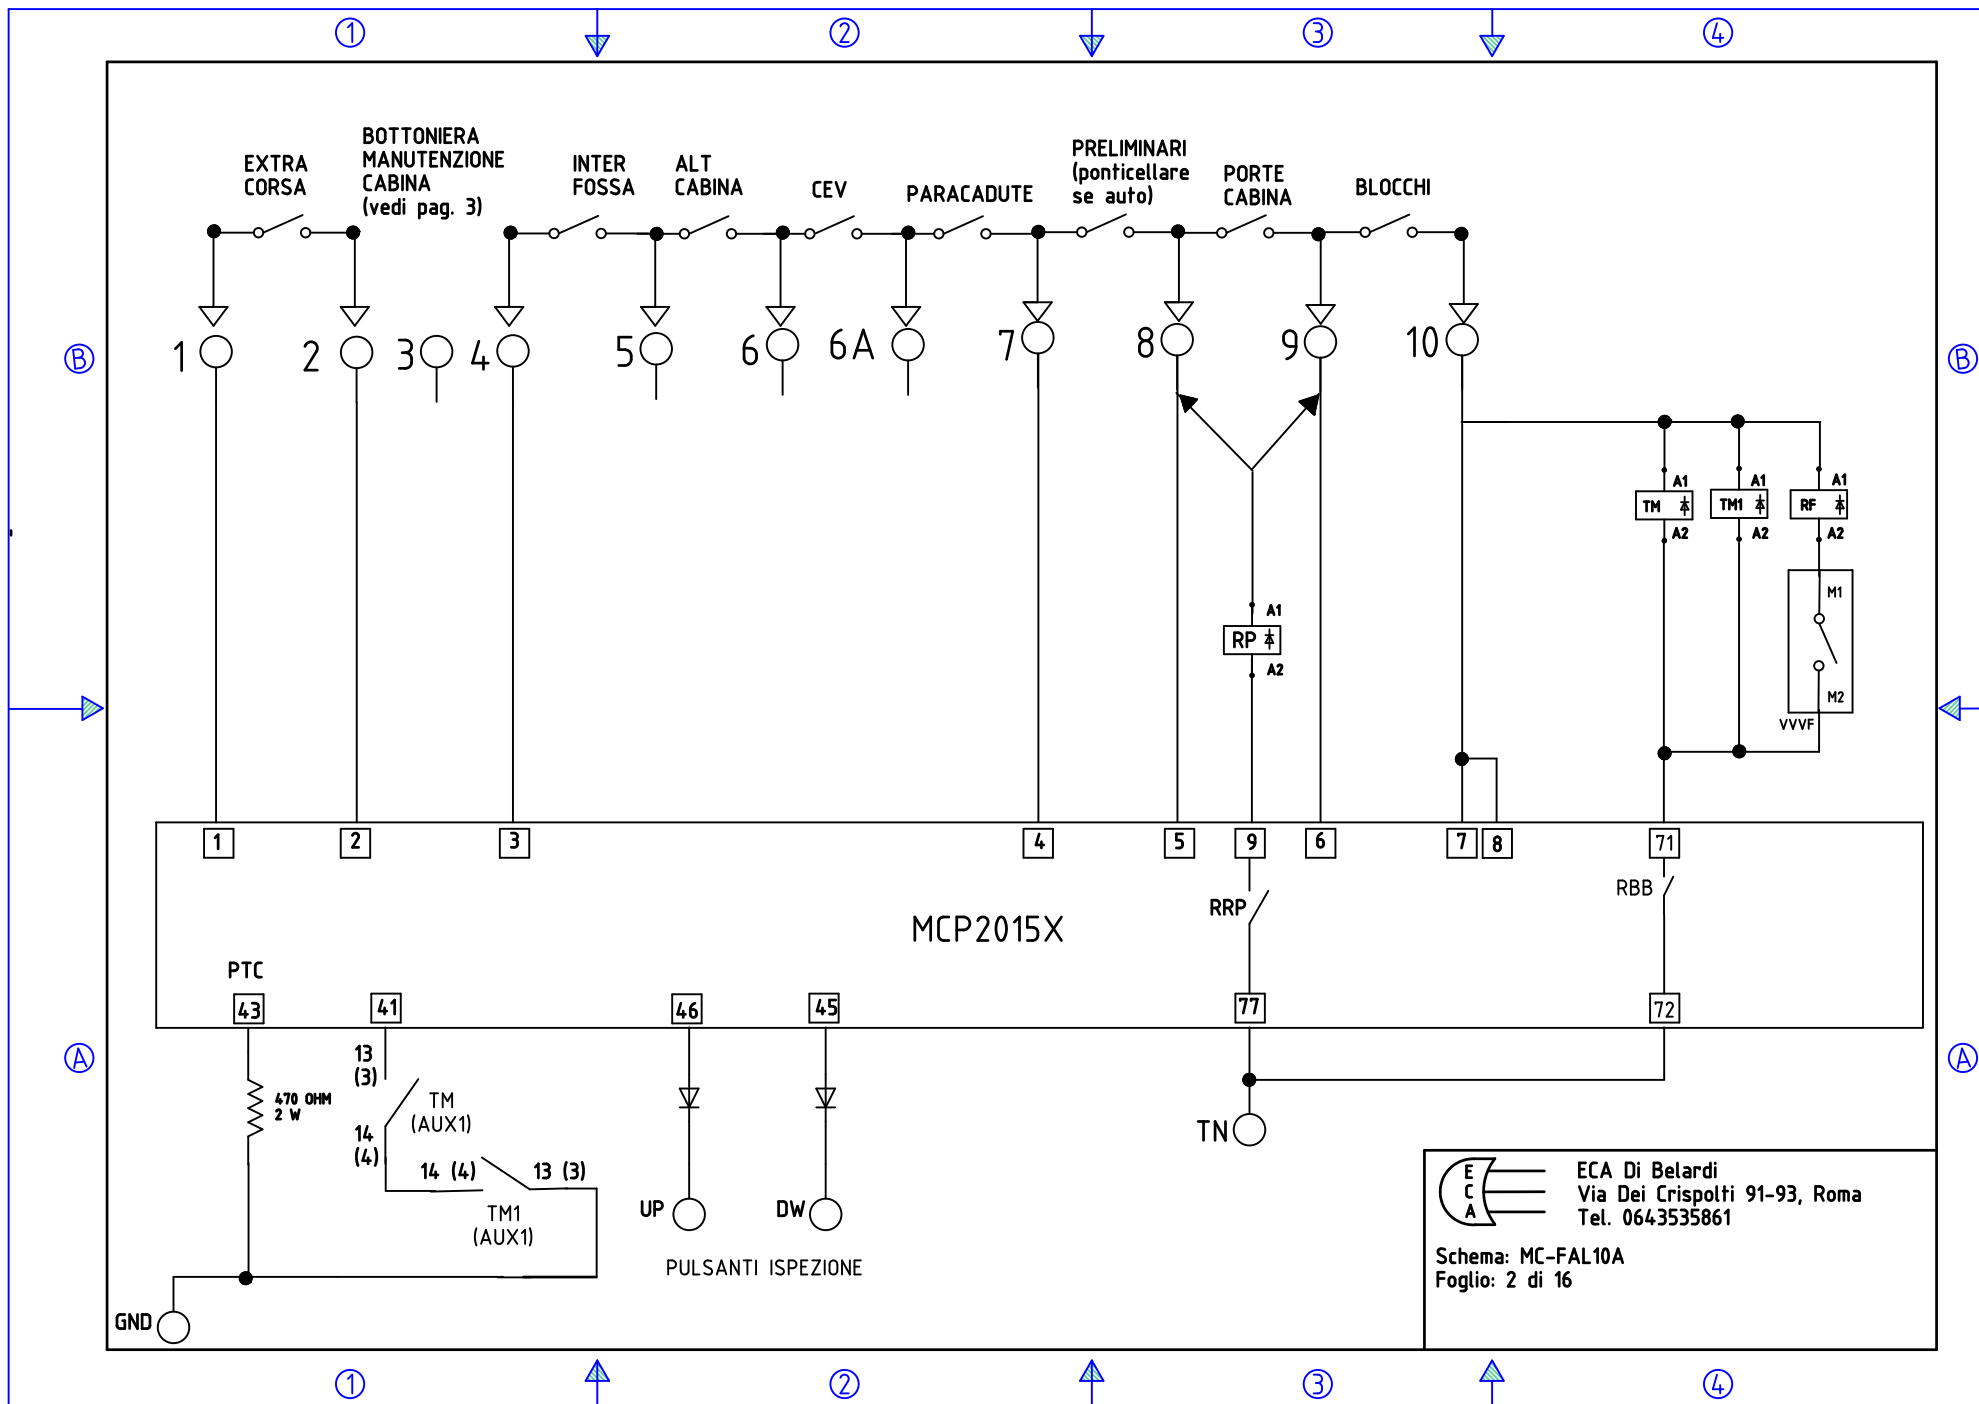 1 2 3 4
EXTRA
CORSA
BOTTONIERA
MANUTENZIONE
CABINA
(vedi pag. 3)
INTER
FOSSA
ALT
CABINA
CEV
PARACADUTE
PRELIMINARI
(ponticellare
se auto)
PORTE
CABINA
BLOCCHI
1 2 3 4 5 6 6A 7 8 9 10
B B
A1 A1 A1
TM TM1 RF
A2 A2 A2
M1
M2
VVVF
A1
RP
A2
1 2 3 4 5 9 6 7 8 71
RRP
RBB
MCP2015X
PTC
43 41 46 45 77 72
A A
13
(3)
470 OHM
2 W
TM
(AUX1)
14
(4)
14 (4) 13 (3)
TM1
(AUX1)
UP
DW
PULSANTI ISPEZIONE
TN
GND
E
C
A
ECA Di Belardi
Via Dei Crispolti 91-93, Roma
Tel. 0643535861
Schema: MC-FAL10A
Foglio: 2 di 16
1 2 3 4